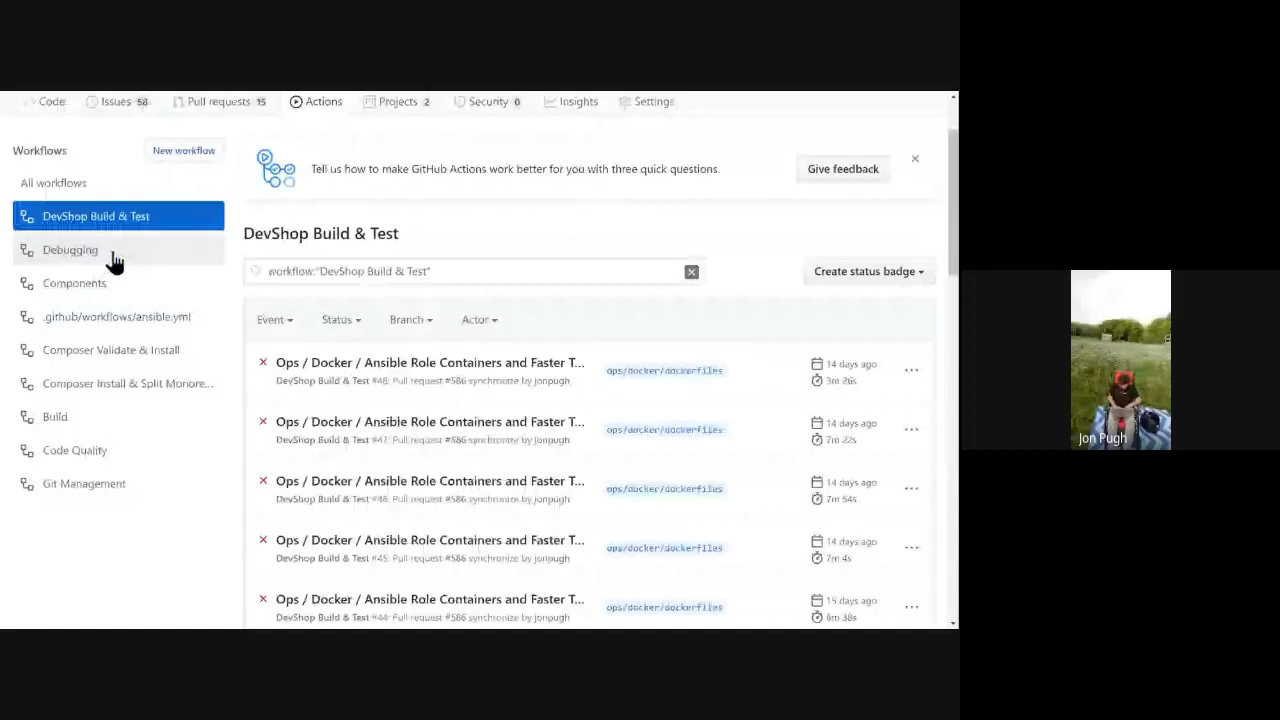 Code Issues 58 Pull requests 15 Actions Projects 2 Security 0 Insights Settings
Workflows
New workflow
All workflows
DevShop Build & Test
Debugging
Components
.github/workflows/ansible.yml
Composer Validate & Install
Composer Install & Split Monore...
Build
Code Quality
Git Management
Tell us how to make GitHub Actions work better for you with three quick questions.
Give feedback
DevShop Build & Test
workflow:"DevShop Build & Test"
Create status badge
Event Status Branch Actor
Ops / Docker / Ansible Role Containers and Faster T...
DevShop Build & Test #48: Pull request #586 synchronize by jonpugh
ops/docker/dockerfiles
14 days ago
3m 26s
Ops / Docker / Ansible Role Containers and Faster T...
DevShop Build & Test #47: Pull request #586 synchronize by jonpugh
ops/docker/dockerfiles
14 days ago
7m 22s
Ops / Docker / Ansible Role Containers and Faster T...
DevShop Build & Test #46: Pull request #586 synchronize by jonpugh
ops/docker/dockerfiles
14 days ago
7m 54s
Ops / Docker / Ansible Role Containers and Faster T...
DevShop Build & Test #45: Pull request #586 synchronize by jonpugh
ops/docker/dockerfiles
14 days ago
7m 4s
Ops / Docker / Ansible Role Containers and Faster T...
DevShop Build & Test #44: Pull request #586 synchronize by jonpugh
ops/docker/dockerfiles
15 days ago
6m 38s
Jon Pugh